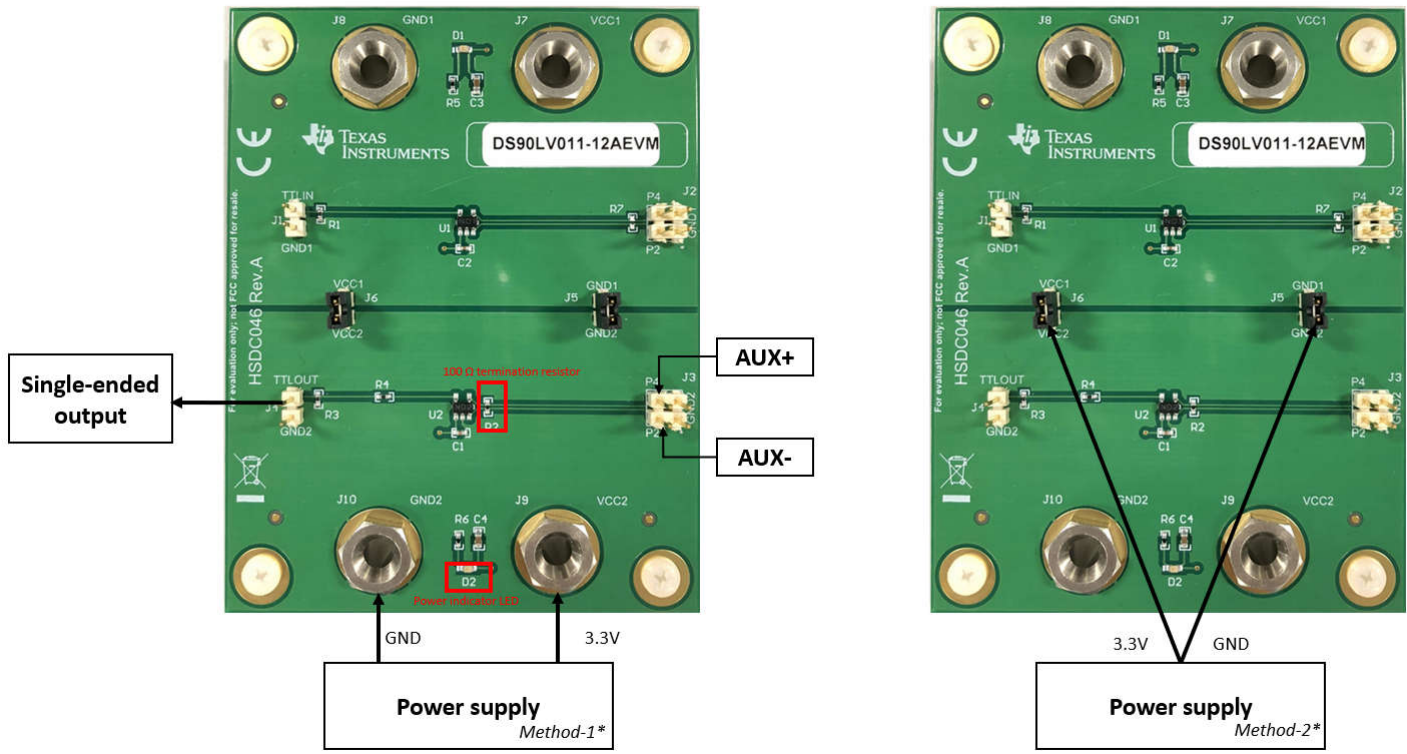 J8
GND1
J7
VCC1
D1
R5
C3
TEXAS
INSTRUMENTS
DS90LV011-12AEVM
For evaluation only; not FCC approved for resale.
HSDC046 Rev.A
TTLIN
J1
GND1
R1
U1
C2
R7
P4
J2
GND1
P2
VCC1
J6
VCC2
J5
GND1
GND2
100 Ω termination resistor
AUX+
Single-ended
output
TTLOUT
J4
GND2
R3
R4
U2
R2
C1
P4
J3
GND2
P2
AUX-
J10
GND2
J9
VCC2
R6
C4
D2
Power indicator LED
GND
3.3V
Power supply
Method-1*
J8
GND1
J7
VCC1
D1
R5
C3
TEXAS
INSTRUMENTS
DS90LV011-12AEVM
For evaluation only; not FCC approved for resale.
HSDC046 Rev.A
TTLIN
J1
GND1
R1
U1
C2
R7
P4
J2
GND1
P2
VCC1
J6
VCC2
J5
GND1
GND2
TTLOUT
J4
GND2
R3
R4
U2
R2
C1
P4
J3
GND2
P2
J10
GND2
J9
VCC2
R6
C4
D2
3.3V
GND
Power supply
Method-2*